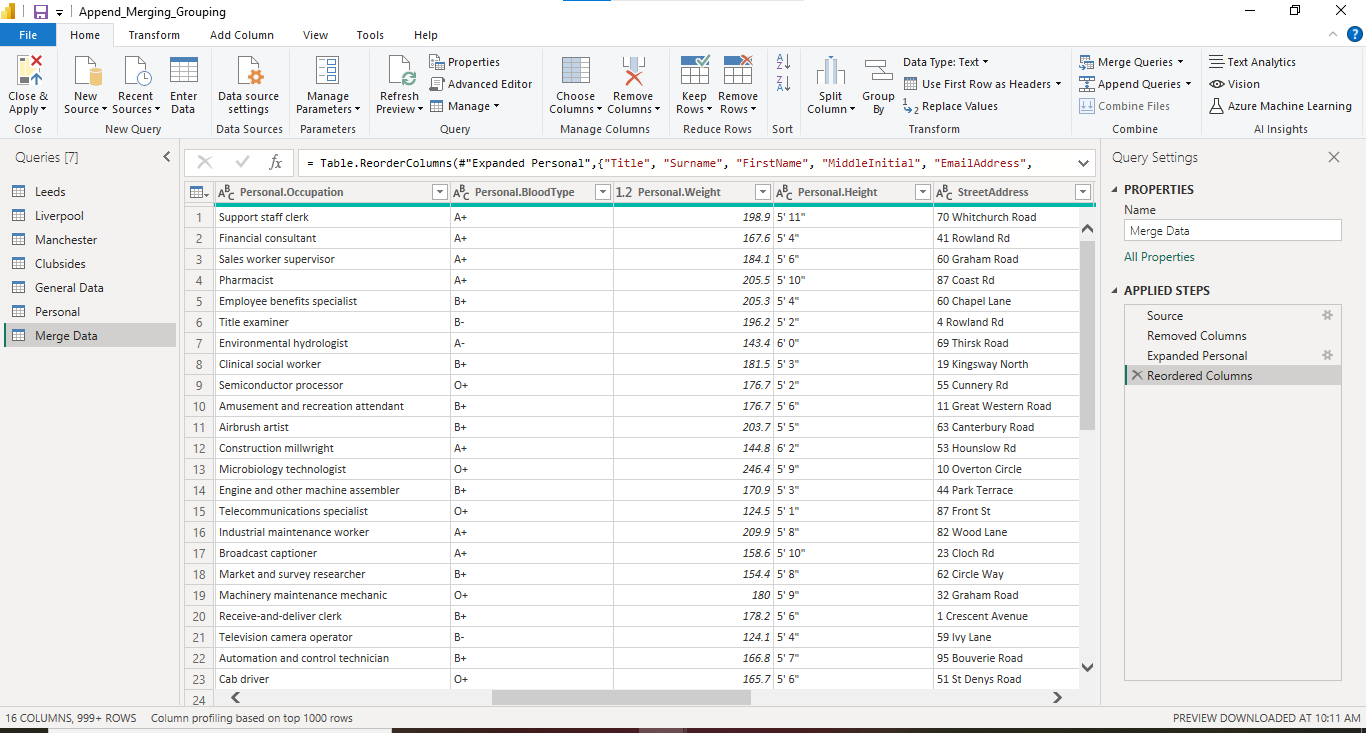 Append_Merging_Grouping
File Home Transform Add Column View Tools Help
Close & Apply
New Source Recent Sources Enter Data
Data source settings
Manage Parameters
Refresh Preview
Properties
Advanced Editor
Manage
Choose Columns Remove Columns
Keep Rows Remove Rows
A Z
Z A
Split Column Group By
Data Type: Text
Use First Row as Headers
1 2 Replace Values
Merge Queries
Append Queries
Combine Files
Text Analytics
Vision
Azure Machine Learning
Close New Query Data Sources Parameters Query Manage Columns Reduce Rows Sort Transform Combine AI Insights
Queries [7]
Leeds
Liverpool
Manchester
Clubsides
General Data
Personal
Merge Data
fx = Table.ReorderColumns(#"Expanded Personal",{"Title", "Surname", "FirstName", "MiddleInitial", "EmailAddress",
ABC Personal.Occupation ABC Personal.BloodType 1.2 Personal.Weight ABC Personal.Height ABC StreetAddress
1 Support staff clerk A+ 198.9 5' 11" 70 Whitchurch Road
2 Financial consultant A+ 167.6 5' 4" 41 Rowland Rd
3 Sales worker supervisor A+ 184.1 5' 6" 60 Graham Road
4 Pharmacist A+ 205.5 5' 10" 87 Coast Rd
5 Employee benefits specialist B+ 205.3 5' 4" 60 Chapel Lane
6 Title examiner B- 196.2 5' 2" 4 Rowland Rd
7 Environmental hydrologist A- 143.4 6' 0" 69 Thirsk Road
8 Clinical social worker B+ 181.5 5' 3" 19 Kingsway North
9 Semiconductor processor O+ 176.7 5' 2" 55 Cunnery Rd
10 Amusement and recreation attendant B+ 176.7 5' 6" 11 Great Western Road
11 Airbrush artist B+ 203.7 5' 5" 63 Canterbury Road
12 Construction millwright A+ 144.8 6' 2" 53 Hounslow Rd
13 Microbiology technologist O+ 246.4 5' 9" 10 Overton Circle
14 Engine and other machine assembler B+ 170.9 5' 3" 44 Park Terrace
15 Telecommunications specialist O+ 124.5 5' 1" 87 Front St
16 Industrial maintenance worker A+ 209.9 5' 8" 82 Wood Lane
17 Broadcast captioner A+ 158.6 5' 10" 23 Cloch Rd
18 Market and survey researcher B+ 154.4 5' 8" 62 Circle Way
19 Machinery maintenance mechanic O+ 180 5' 9" 32 Graham Road
20 Receive-and-deliver clerk B+ 178.2 5' 6" 1 Crescent Avenue
21 Television camera operator B- 124.1 5' 4" 59 Ivy Lane
22 Automation and control technician B+ 166.8 5' 7" 95 Bouverie Road
23 Cab driver O+ 165.7 5' 6" 51 St Denys Road
24
Query Settings
PROPERTIES
Name
Merge Data
All Properties
APPLIED STEPS
Source
Removed Columns
Expanded Personal
Reordered Columns
16 COLUMNS, 999+ ROWS Column profiling based on top 1000 rows PREVIEW DOWNLOADED AT 10:11 AM